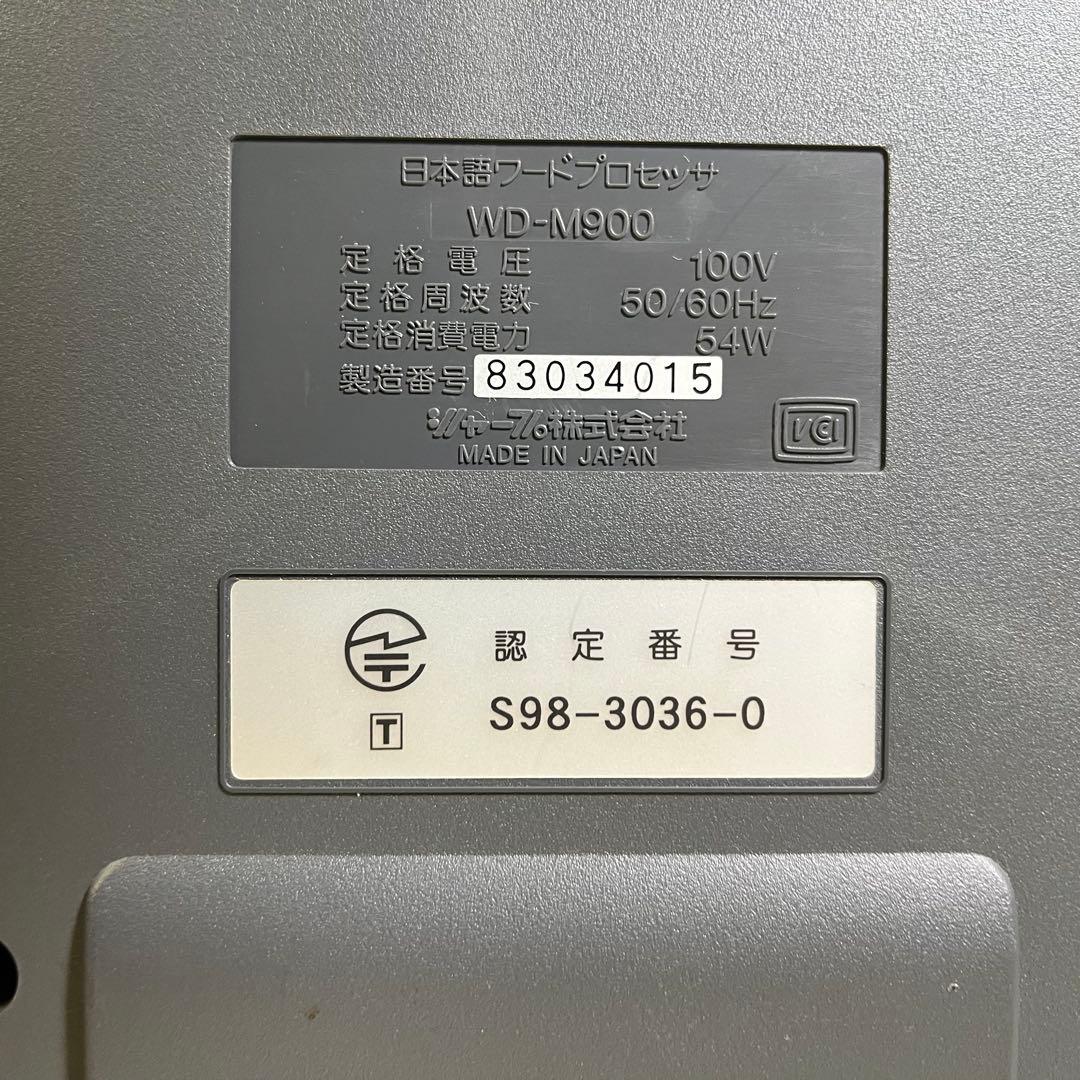 日本語ワードプロセッサ
WD-M900
定格電圧 100V
定格周波数 50/60Hz
定格消費電力 54W
製造番号 83034015
シャープ株式会社
MADE IN JAPAN
VCI
認定番号
T S98-3036-0